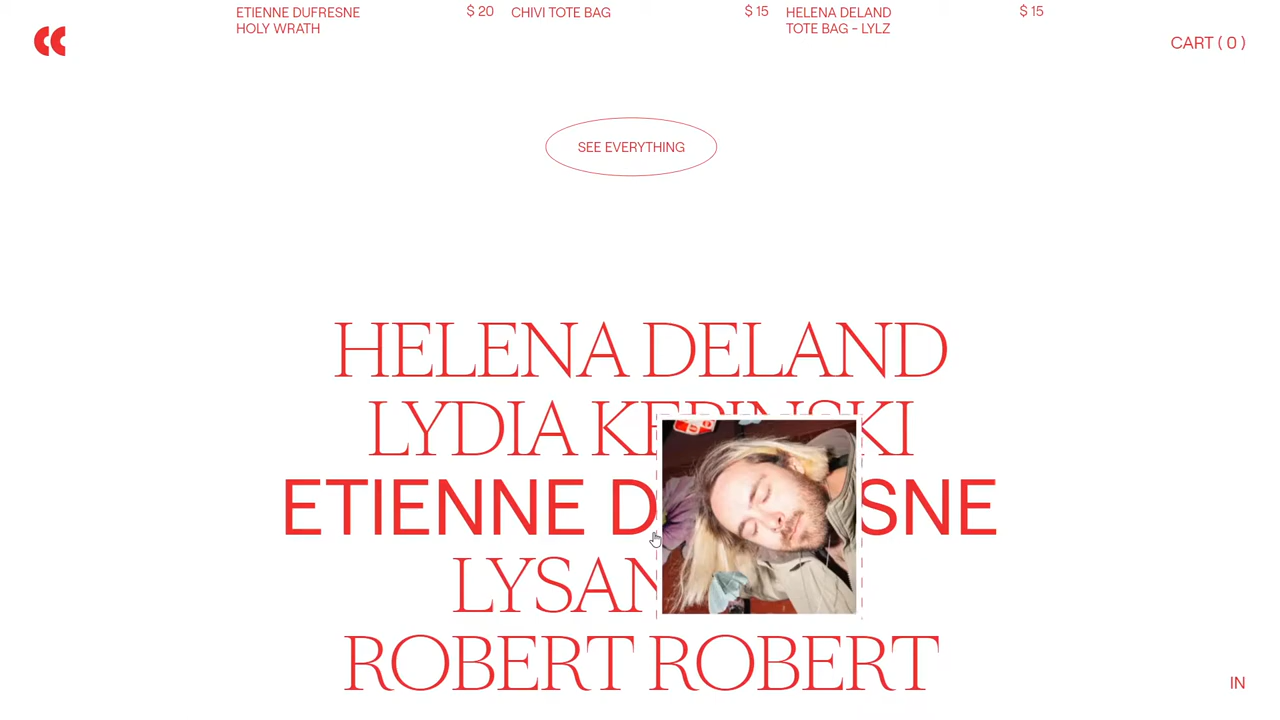 ETIENNE DUFRESNE
HOLY WRATH
$ 20
CHIVI TOTE BAG
$ 15
HELENA DELAND
TOTE BAG - LYLZ
$ 15
CART ( 0 )
SEE EVERYTHING
HELENA DELAND
LYDIA KEPINSKI
ETIENNE D SNE
LYSAN
ROBERT ROBERT
IN